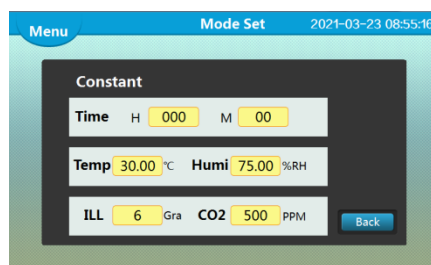 Menu Mode Set 2021-03-23 08:55:16
Constant
Time H 000 M 00
Temp 30.00 ℃ Humi 75.00 %RH
ILL 6 Gra CO2 500 PPM
Back